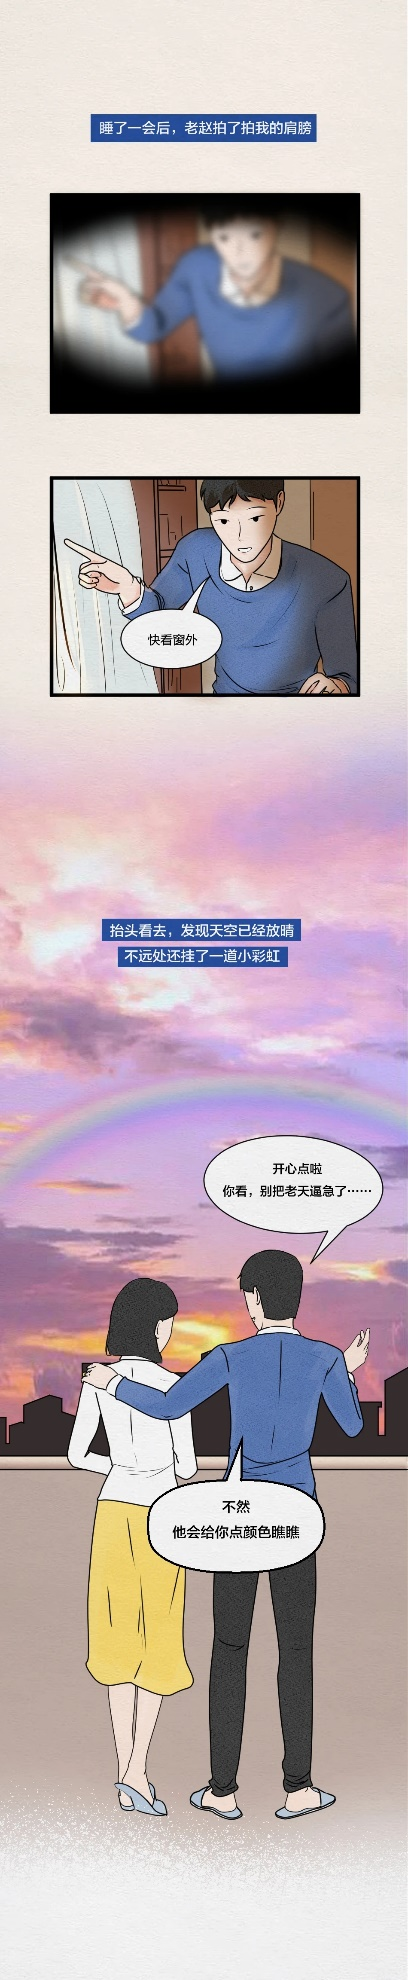 睡了一会后，老赵拍了拍我的肩膀
快看窗外
抬头看去，发现天空已经放晴
不远处还挂了一道小彩虹
开心点啦
你看，别把老天逼急了······
不然
他会给你点颜色瞧瞧